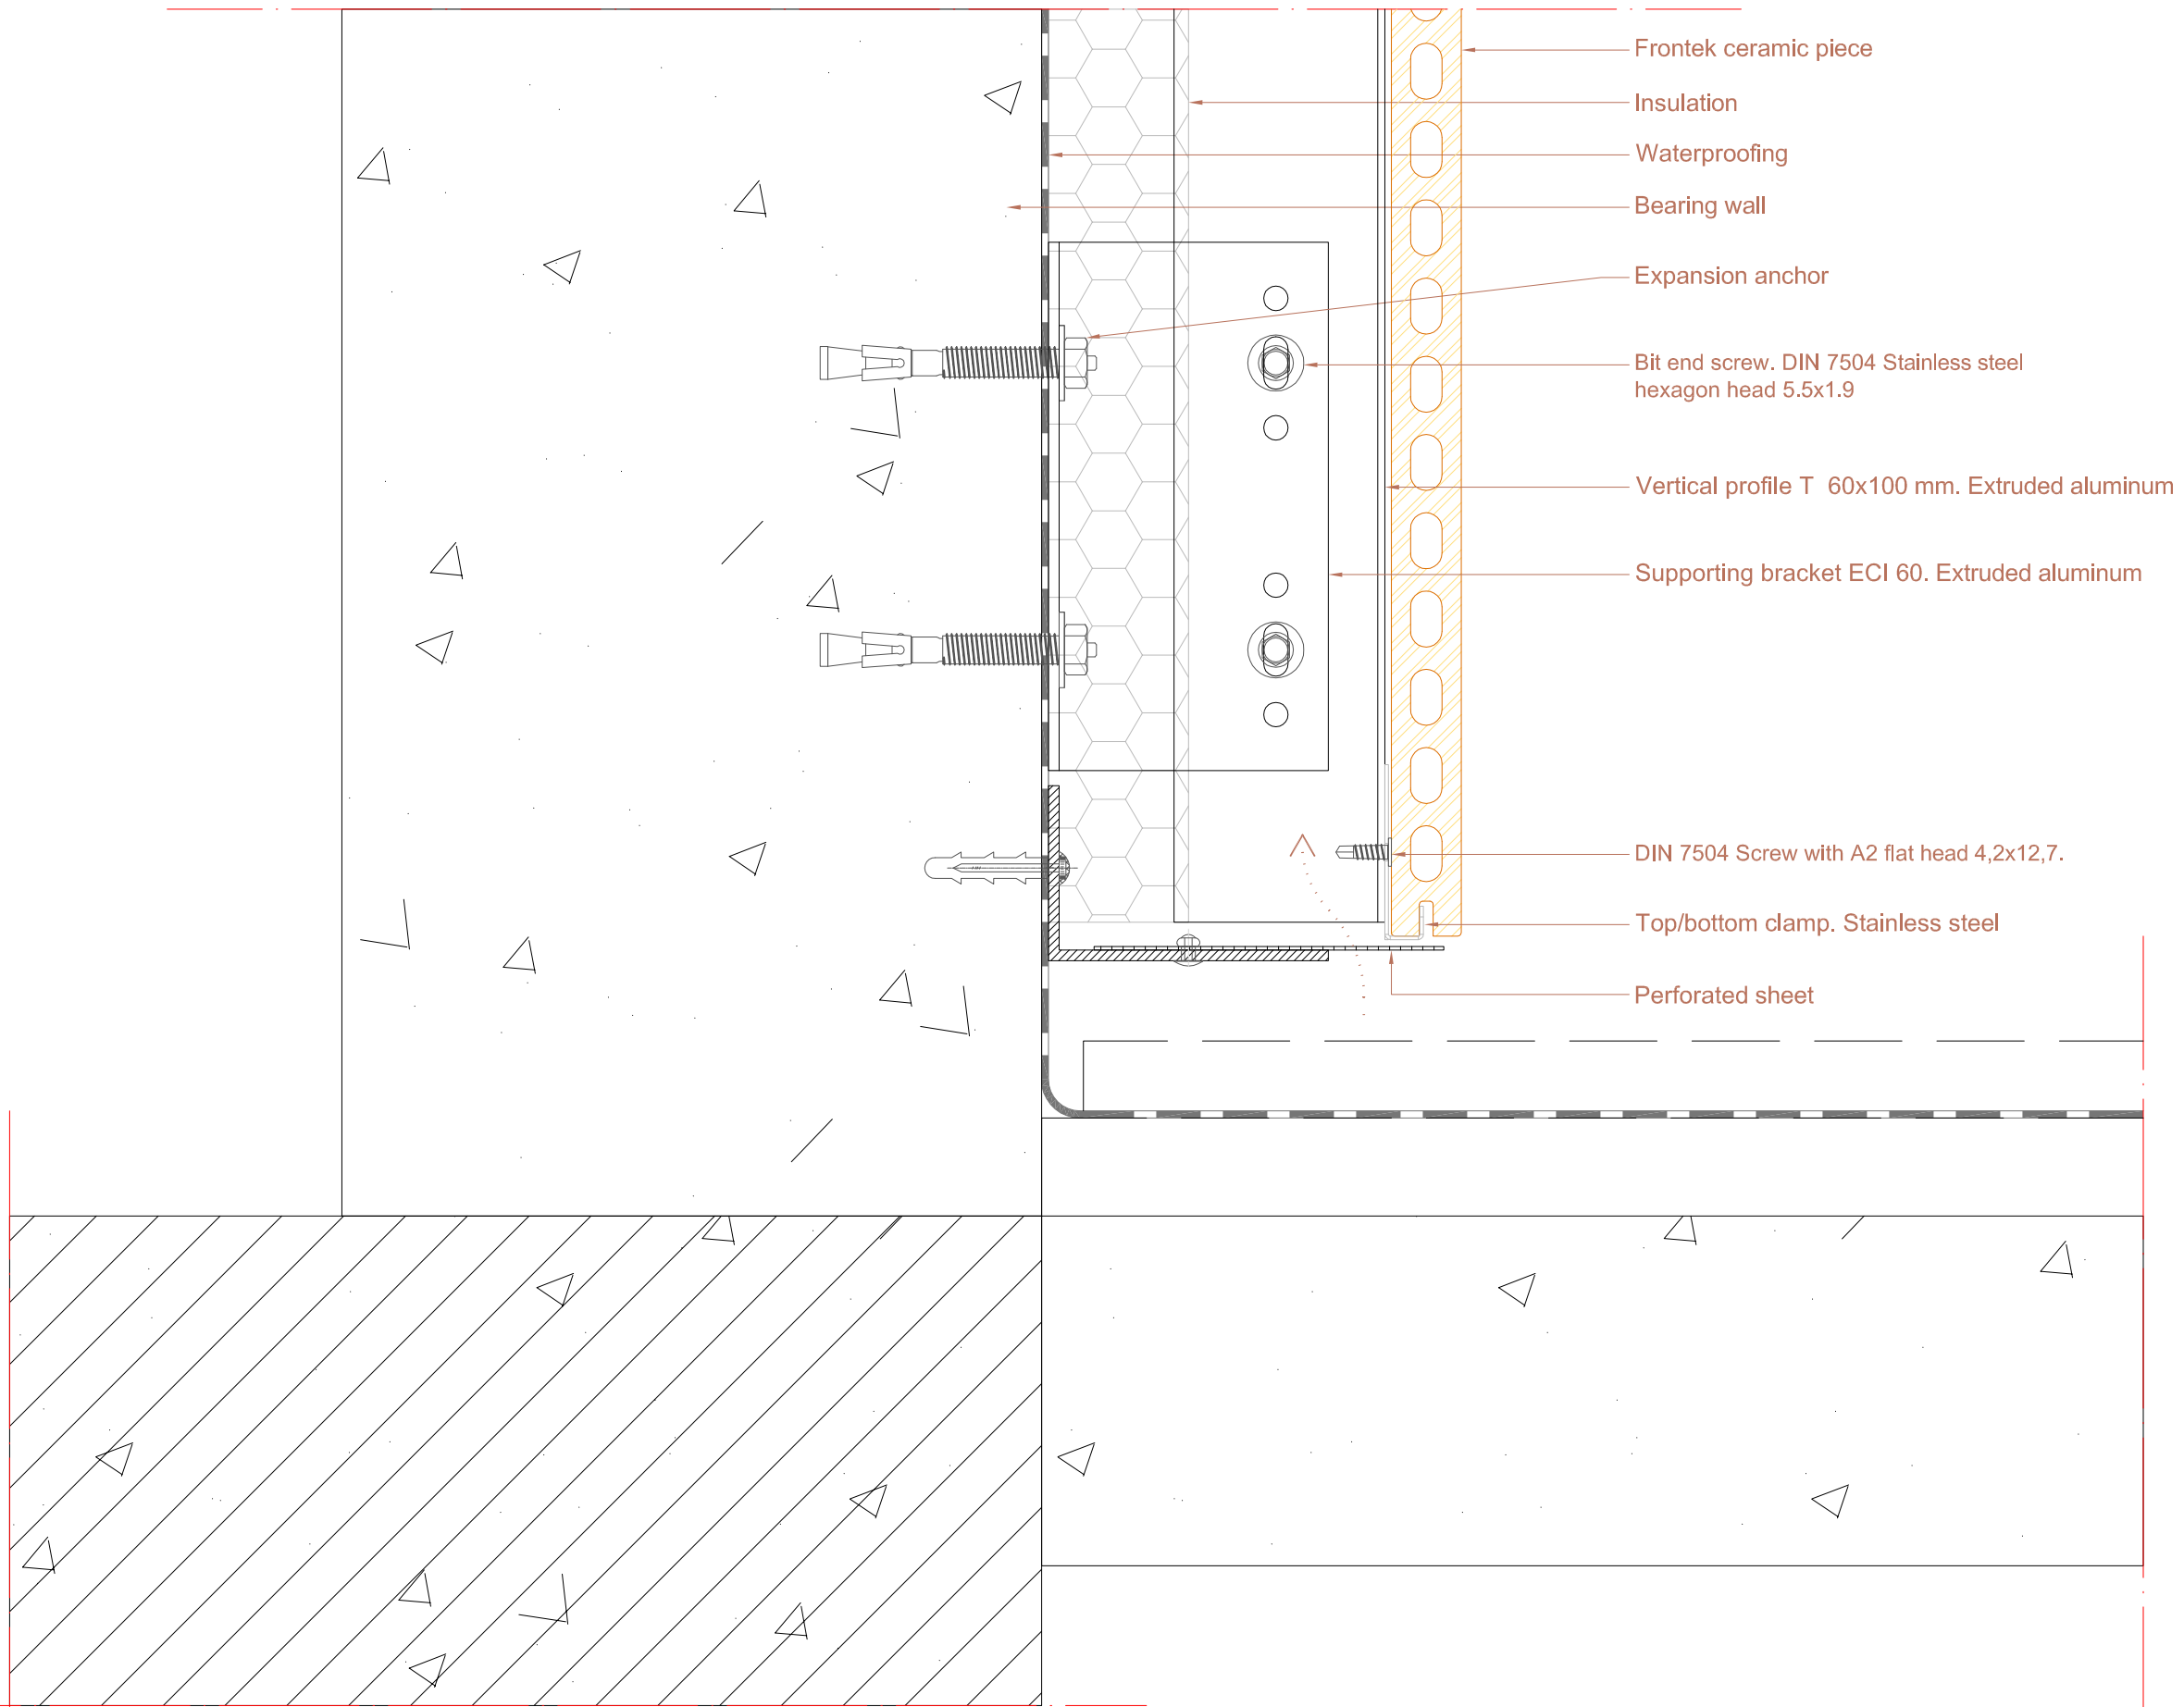 Frontek ceramic piece
Insulation
Waterproofing
Bearing wall
Expansion anchor
Bit end screw. DIN 7504 Stainless steel
hexagon head 5.5x1.9
Vertical profile T  60x100 mm. Extruded aluminum
Supporting bracket ECI 60. Extruded aluminum
DIN 7504 Screw with A2 flat head 4,2x12,7.
Top/bottom clamp. Stainless steel
Perforated sheet